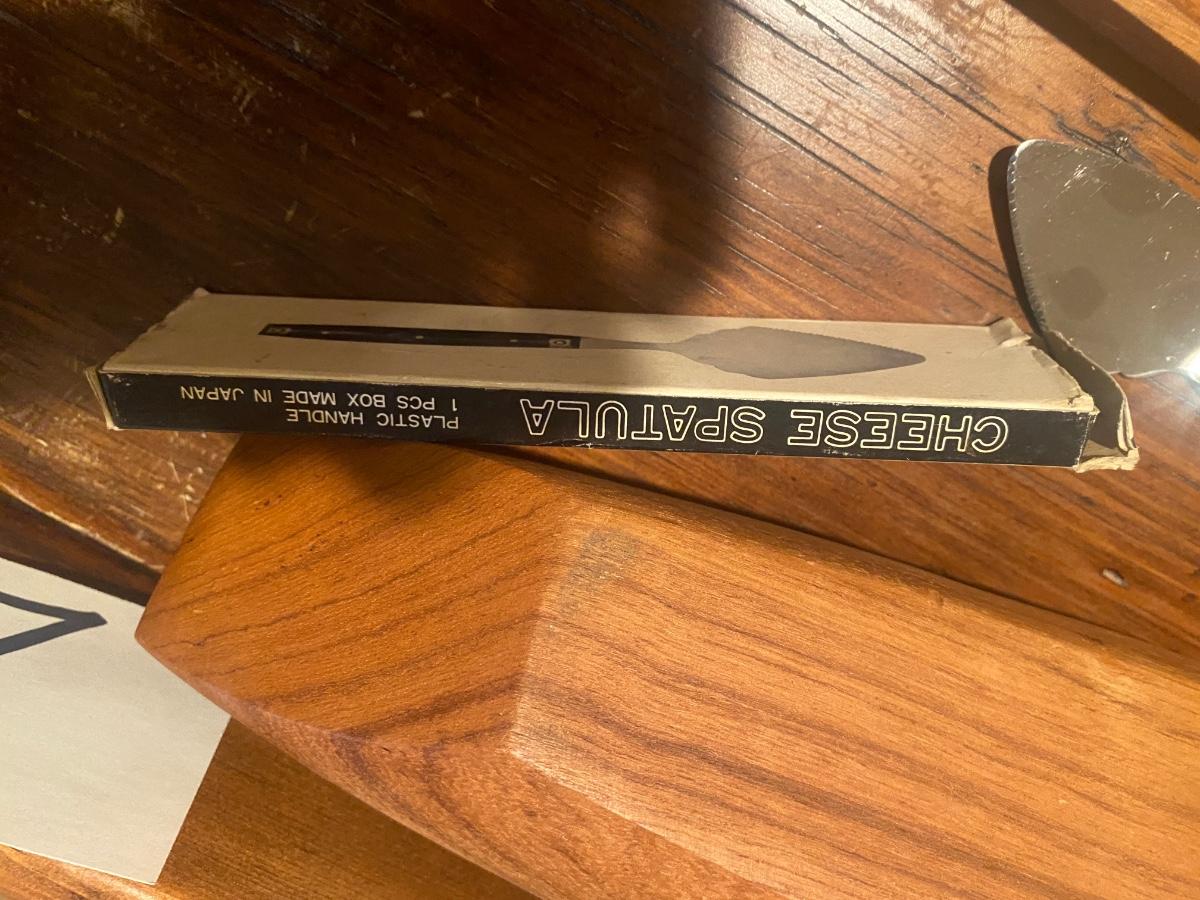 CHEESE SPATULA
PLASTIC HANDLE
1 PCS BOX MADE IN JAPAN